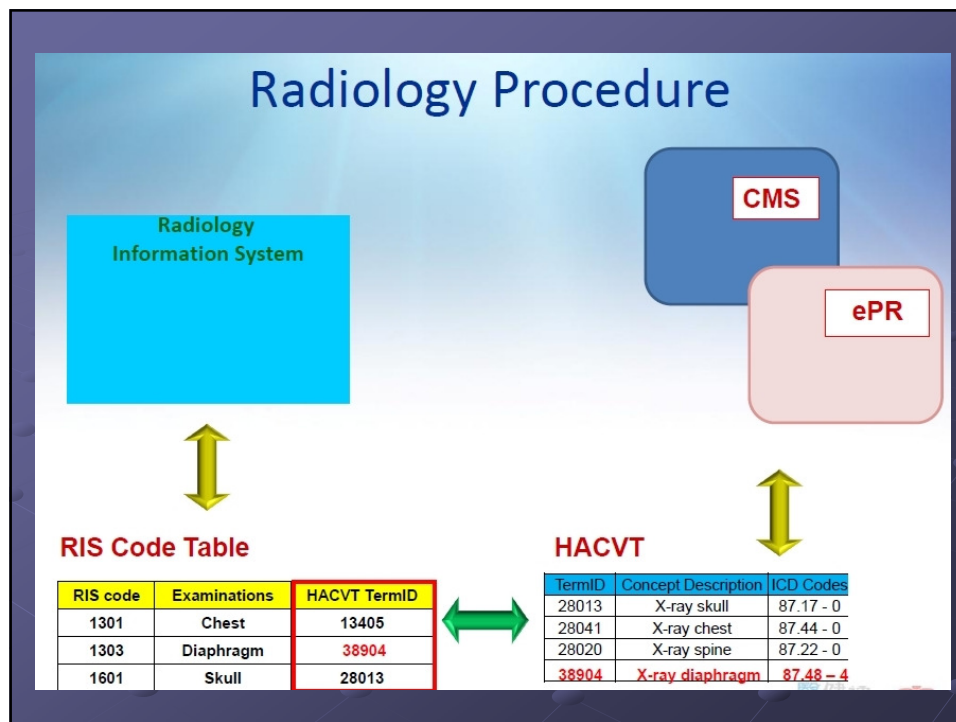 Radiology Procedure
Radiology
Information System
CMS
ePR
RIS Code Table
RIS code Examinations HACVT TermID
1301 Chest 13405
1303 Diaphragm 38904
1601 Skull 28013
HACVT
TermID Concept Description ICD Codes
28013 X-ray skull 87.17 - 0
28041 X-ray chest 87.44 - 0
28020 X-ray spine 87.22 - 0
38904 X-ray diaphragm 87.48 – 4